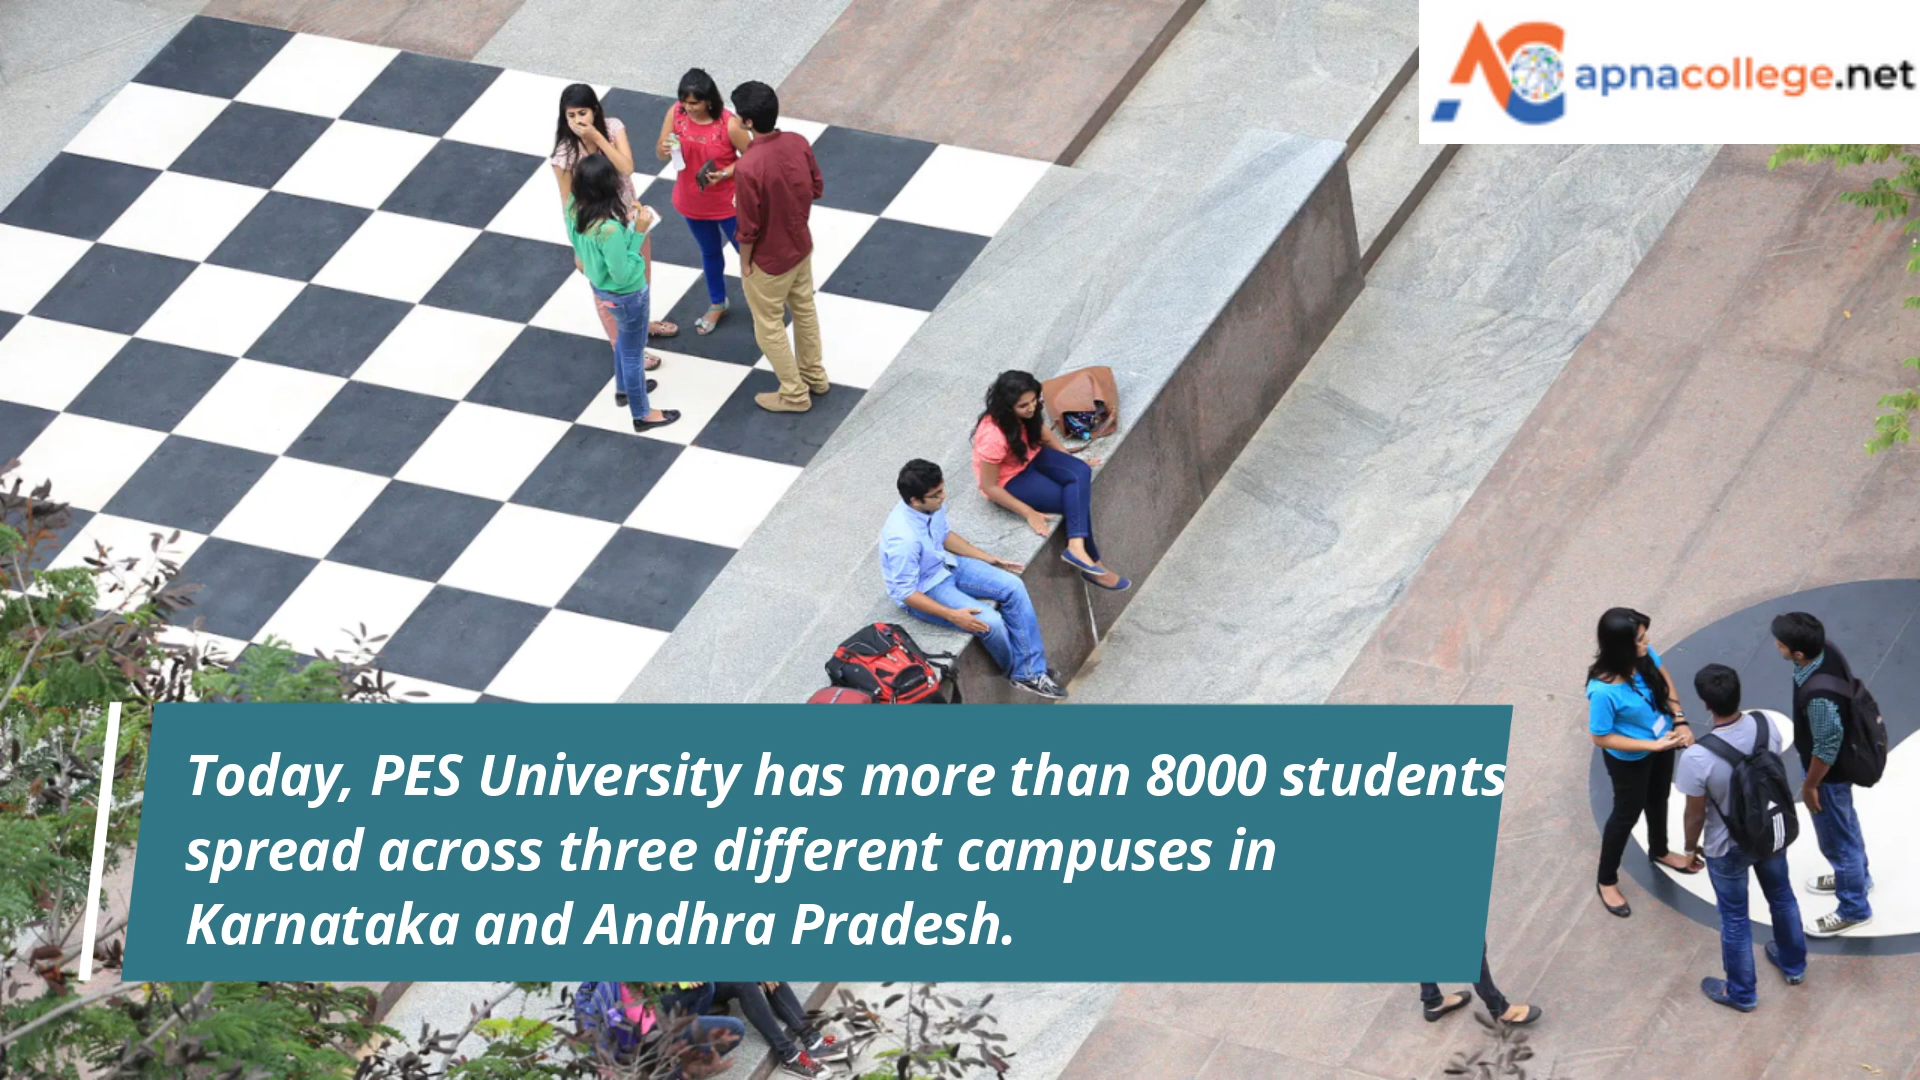 apnacollege.net
Today, PES University has more than 8000 students
spread across three different campuses in
Karnataka and Andhra Pradesh.